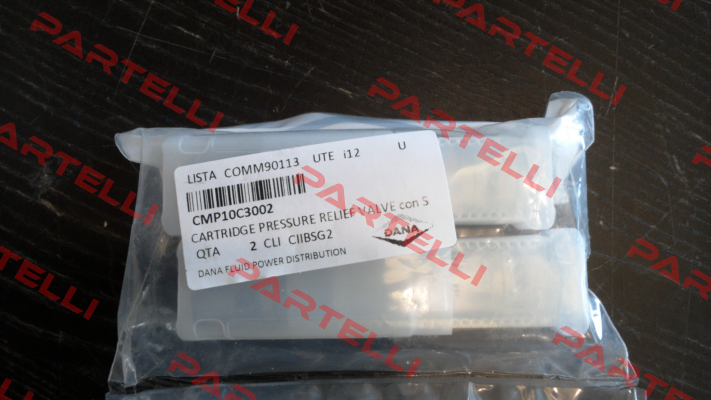 LISTA COMM90113 UTE i12 U
CMP10C3002
CARTRIDGE PRESSURE RELIEF VALVE con S
QTA 2 CLI CIIBSG2
DANA
DANA FLUID POWER DISTRIBUTION
PARTELLI
PARTELLI
PARTELLI
PARTELLI
PARTELLI
PARTELLI
PARTELLI